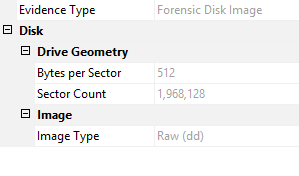 Evidence Type Forensic Disk Image
Disk
Drive Geometry
Bytes per Sector 512
Sector Count 1,968,128
Image
Image Type Raw (dd)